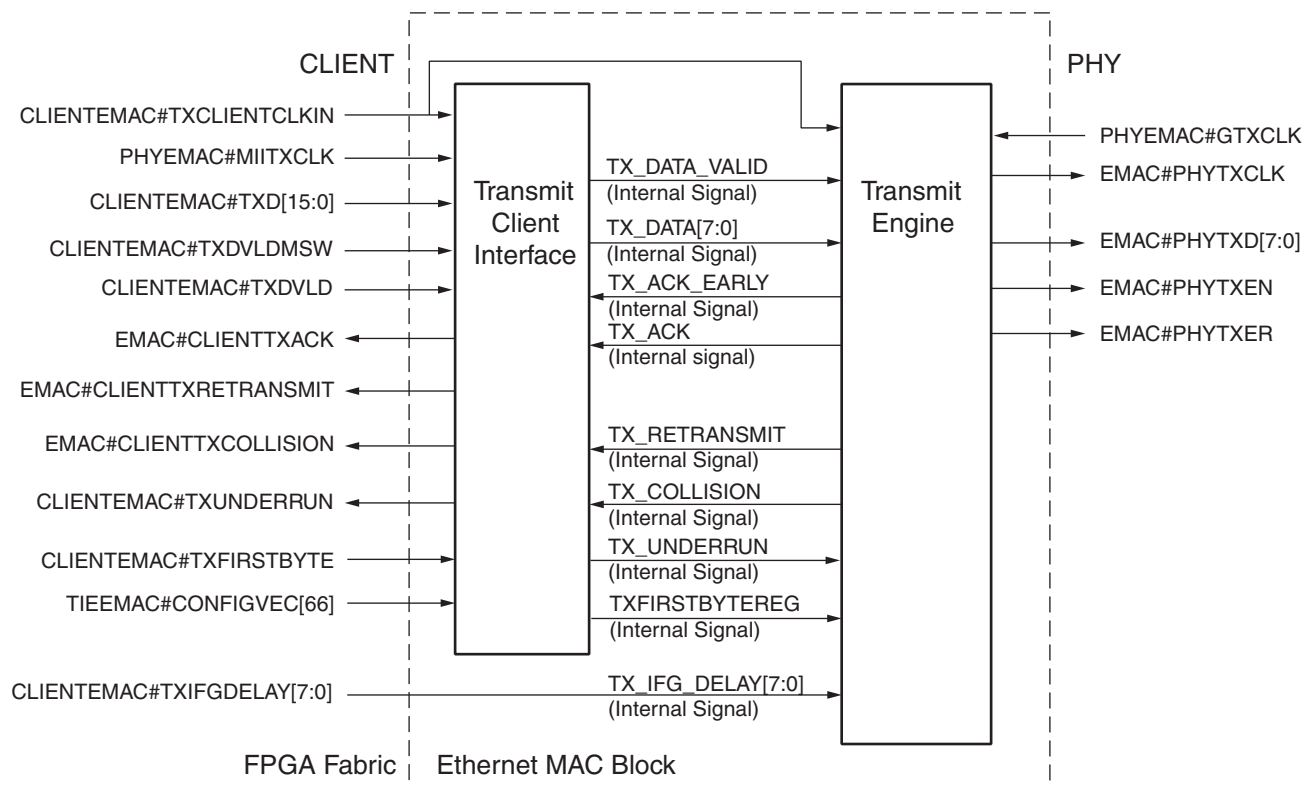 CLIENT
PHY
CLIENTEMAC#TXCLIENTCLKIN
PHYEMAC#MIITXCLK
CLIENTEMAC#TXD[15:0]
CLIENTEMAC#TXDVLDMSW
CLIENTEMAC#TXDVLD
EMAC#CLIENTTXACK
EMAC#CLIENTTXRETRANSMIT
EMAC#CLIENTTXCOLLISION
CLIENTEMAC#TXUNDERRUN
CLIENTEMAC#TXFIRSTBYTE
TIEEMAC#CONFIGVEC[66]
CLIENTEMAC#TXIFGDELAY[7:0]
Transmit
Client
Interface
TX_DATA_VALID
(Internal Signal)
TX_DATA[7:0]
(Internal Signal)
TX_ACK_EARLY
(Internal Signal)
TX_ACK
(Internal signal)
TX_RETRANSMIT
(Internal Signal)
TX_COLLISION
(Internal Signal)
TX_UNDERRUN
(Internal Signal)
TXFIRSTBYTEREG
(Internal Signal)
TX_IFG_DELAY[7:0]
(Internal Signal)
Transmit
Engine
PHYEMAC#GTXCLK
EMAC#PHYTXCLK
EMAC#PHYTXD[7:0]
EMAC#PHYTXEN
EMAC#PHYTXER
FPGA Fabric
Ethernet MAC Block